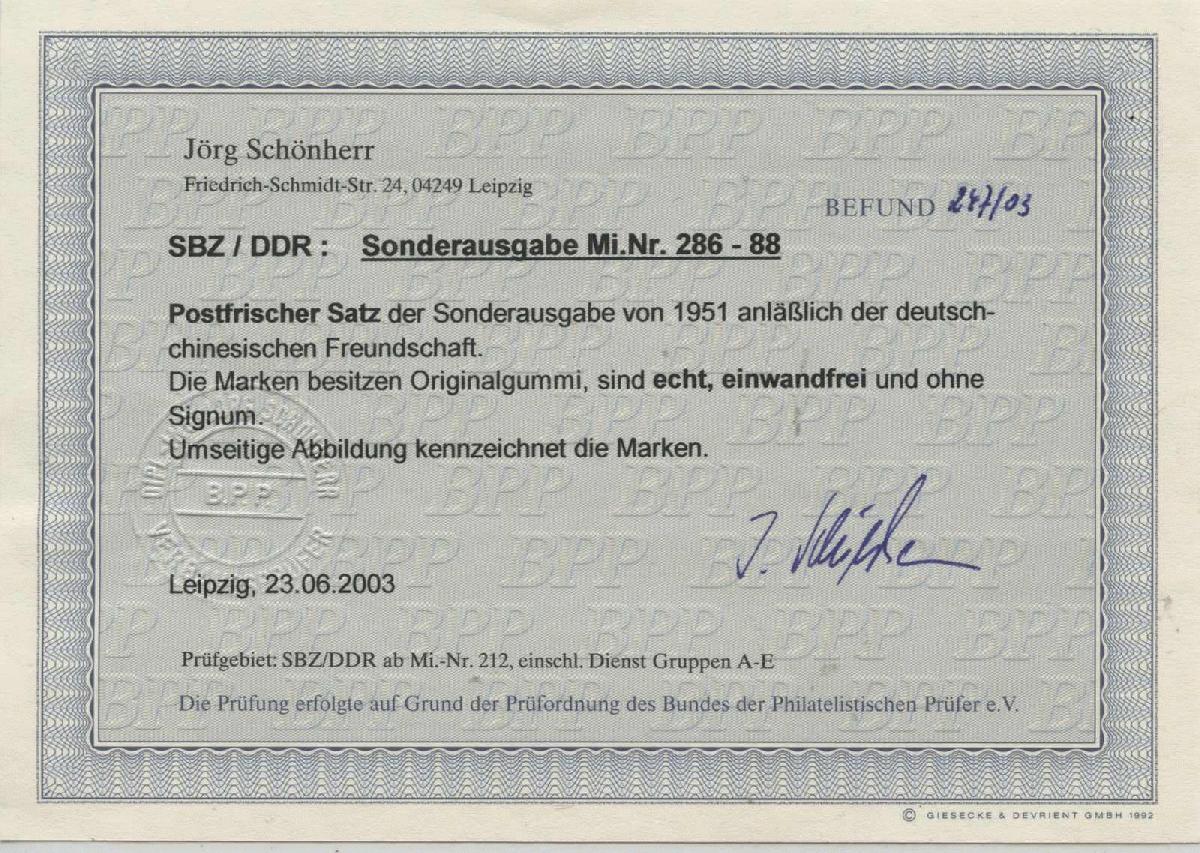 Jörg Schönherr
Friedrich-Schmidt-Str. 24, 04249 Leipzig
BEFUND 247/03
SBZ / DDR : Sonderausgabe Mi.Nr. 286 - 88
Postfrischer Satz der Sonderausgabe von 1951 anläßlich der deutsch-
chinesischen Freundschaft.
Die Marken besitzen Originalgummi, sind echt, einwandfrei und ohne
Signum.
Umseitige Abbildung kennzeichnet die Marken.
B.P.P.
Leipzig, 23.06.2003
Prüfgebiet: SBZ/DDR ab Mi.-Nr. 212, einschl. Dienst Gruppen A-E
Die Prüfung erfolgte auf Grund der Prüfordnung des Bundes der Philatelistischen Prüfer e.V.
© GIESECKE & DEVRIENT GMBH 1992